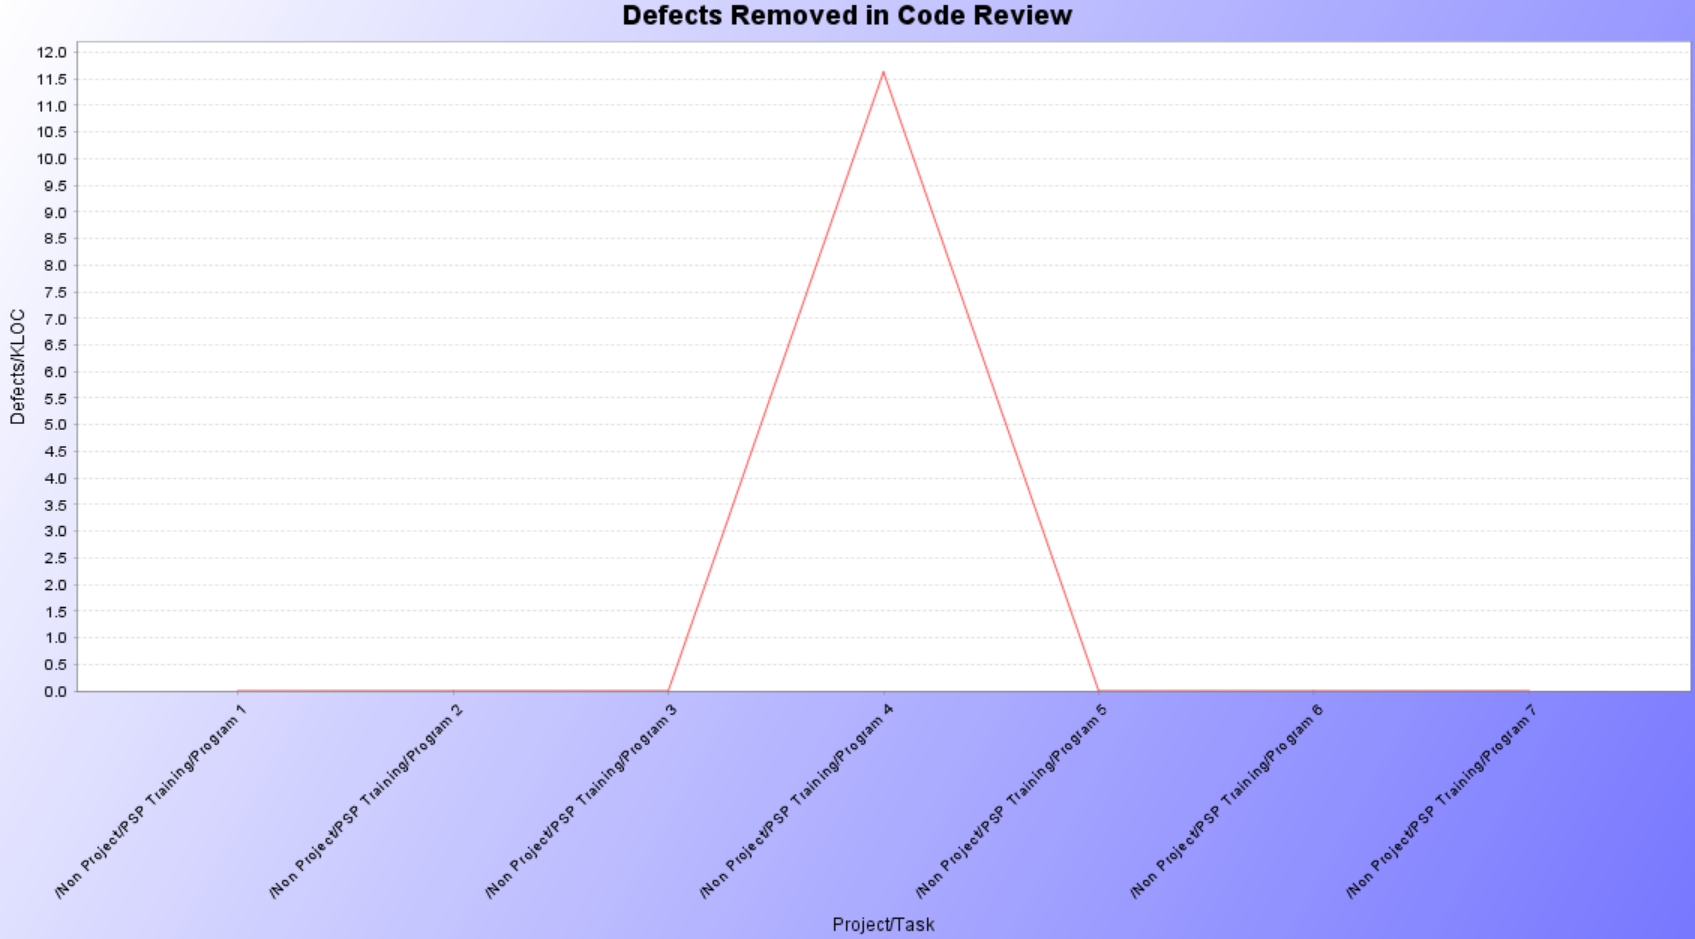 Defects Removed in Code Review
12.0
11.5
11.0
10.5
10.0
9.5
9.0
8.5
8.0
7.5
7.0
6.5
6.0
5.5
5.0
4.5
4.0
3.5
3.0
2.5
2.0
1.5
1.0
0.5
0.0
Defects/KLOC
/Non Project/PSP Training/Program 1
/Non Project/PSP Training/Program 2
/Non Project/PSP Training/Program 3
/Non Project/PSP Training/Program 4
/Non Project/PSP Training/Program 5
/Non Project/PSP Training/Program 6
/Non Project/PSP Training/Program 7
Project/Task